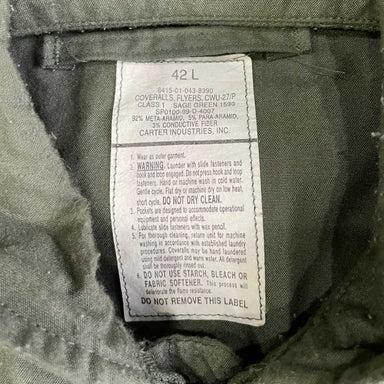 42 L
8415-01-043-8390
COVERALLS, FLYERS, CWU-27/P
CLASS 1 SAGE GREEN 1590
SP0100-99-D-4007
92% META-ARAMID, 5% PARA-ARAMID,
3% CONDUCTIVE FIBER
CARTER INDUSTRIES, INC.
1. Wear as outer garment.
2. WARNING. Launder with slide fasteners and
hook and loop engaged. Do not press hook and loop
fasteners. Hand or machine wash in cold water.
Gentle cycle. Flat dry or machine dry on low heat,
short cycle. DO NOT DRY CLEAN.
3. Pockets are designed to accommodate operational
equipment and personal effects.
4. Lubricate slide fasteners with wax pencil.
5. For thorough cleaning, return unit for machine
washing in accordance with established laundry
procedures. Coveralls may be hand laundered
using mild detergent and warm water. All detergent
should be thoroughly rinsed out.
6. DO NOT USE STARCH, BLEACH OR
FABRIC SOFTENER. This process will
deteriorate the flame resistance.
DO NOT REMOVE THIS LABEL